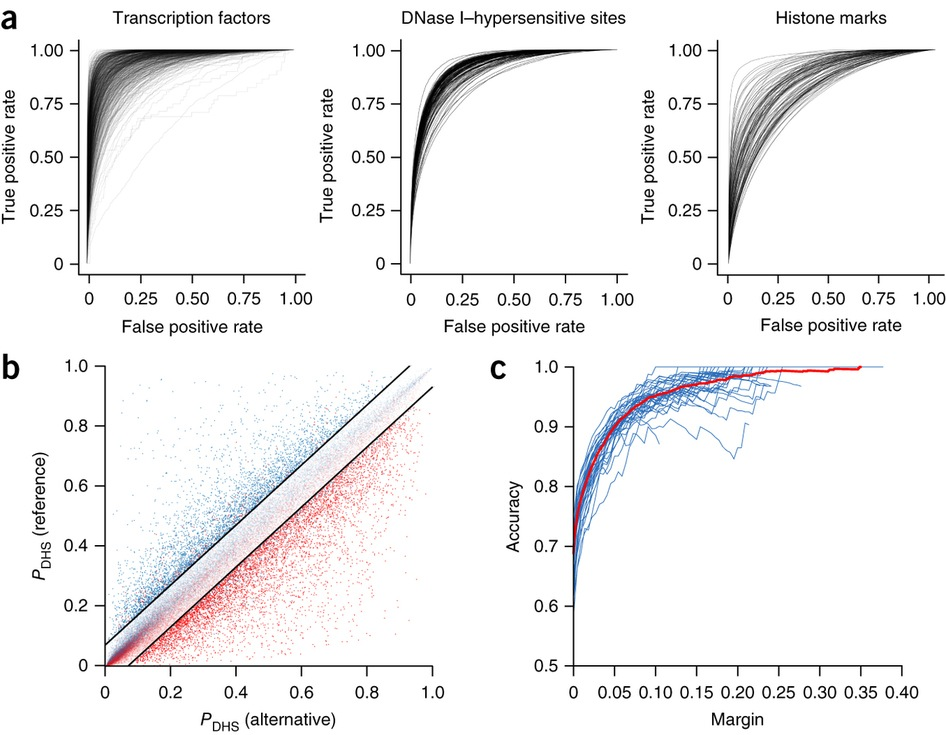 a
Transcription factors
DNase I–hypersensitive sites
Histone marks
True positive rate
1.00
0.75
0.50
0.25
0
0 0.25 0.50 0.75 1.00
False positive rate
True positive rate
1.00
0.75
0.50
0.25
0
0 0.25 0.50 0.75 1.00
False positive rate
True positive rate
1.00
0.75
0.50
0.25
0
0 0.25 0.50 0.75 1.00
False positive rate
b
PDHS (reference)
1.0
0.8
0.6
0.4
0.2
0
0 0.2 0.4 0.6 0.8 1.0
PDHS (alternative)
c
Accuracy
1.0
0.9
0.8
0.7
0.6
0.5
0 0.05 0.10 0.15 0.20 0.25 0.30 0.35 0.40
Margin